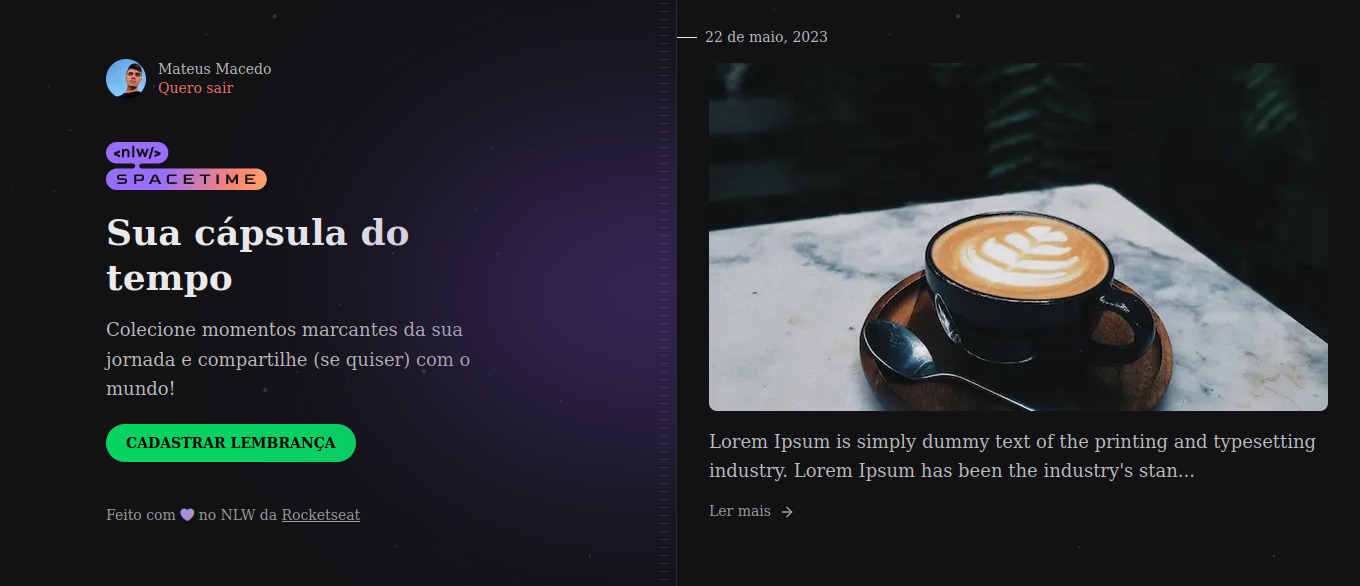 Mateus Macedo
Quero sair
<nlw/>
SPACETIME
Sua cápsula do
tempo
Colecione momentos marcantes da sua
jornada e compartilhe (se quiser) com o
mundo!
CADASTRAR LEMBRANÇA
Feito com 💜 no NLW da Rocketseat
22 de maio, 2023
Lorem Ipsum is simply dummy text of the printing and typesetting
industry. Lorem Ipsum has been the industry's stan...
Ler mais →